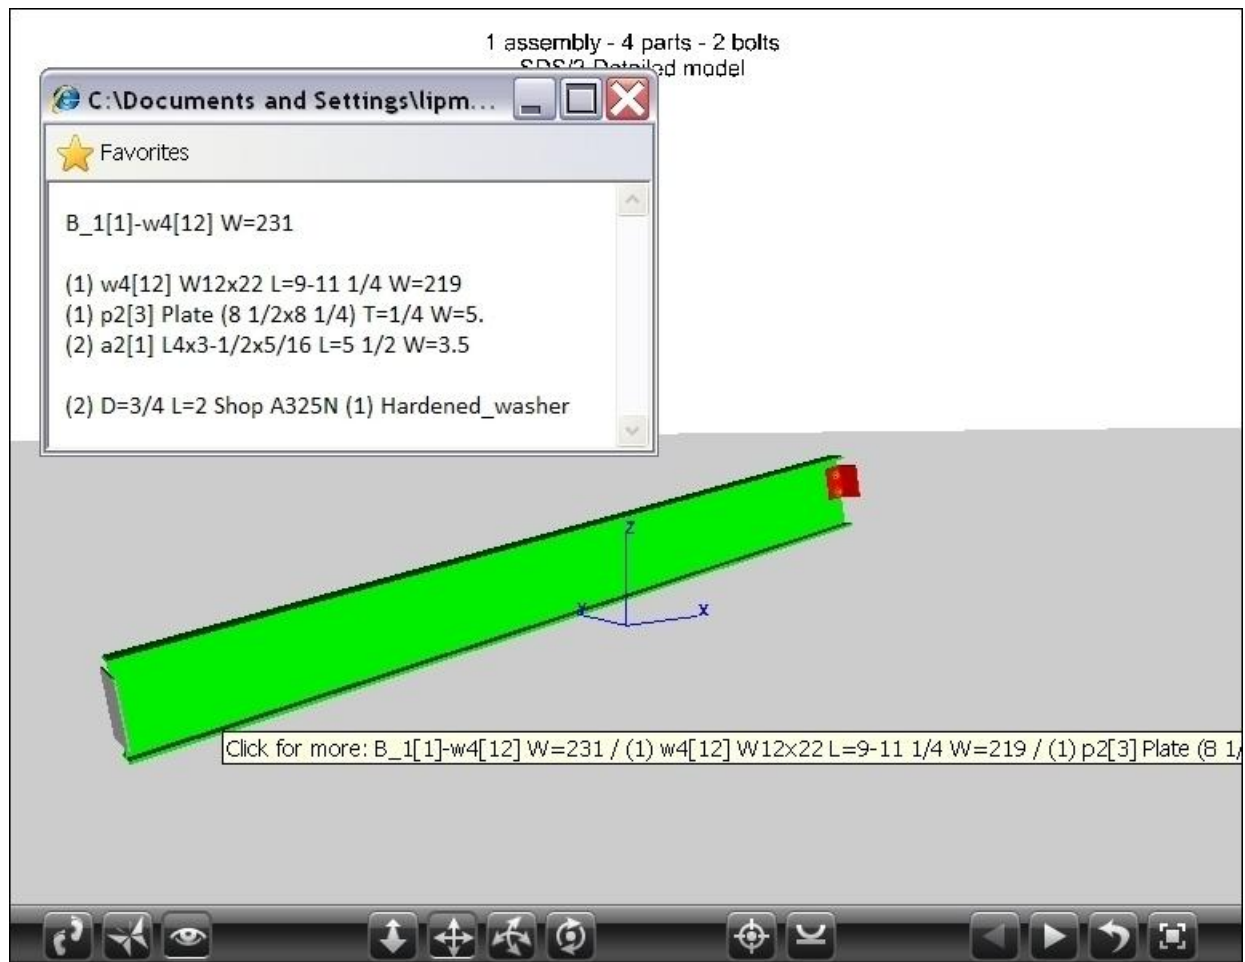 1 assembly - 4 parts - 2 bolts
SDS/2 Detailed model
C:\Documents and Settings\lipm...
Favorites
B_1[1]-w4[12] W=231
(1) w4[12] W12x22 L=9-11 1/4 W=219
(1) p2[3] Plate (8 1/2x8 1/4) T=1/4 W=5.
(2) a2[1] L4x3-1/2x5/16 L=5 1/2 W=3.5
(2) D=3/4 L=2 Shop A325N (1) Hardened_washer
Z
Y
X
Click for more: B_1[1]-w4[12] W=231 / (1) w4[12] W12x22 L=9-11 1/4 W=219 / (1) p2[3] Plate (8 1/